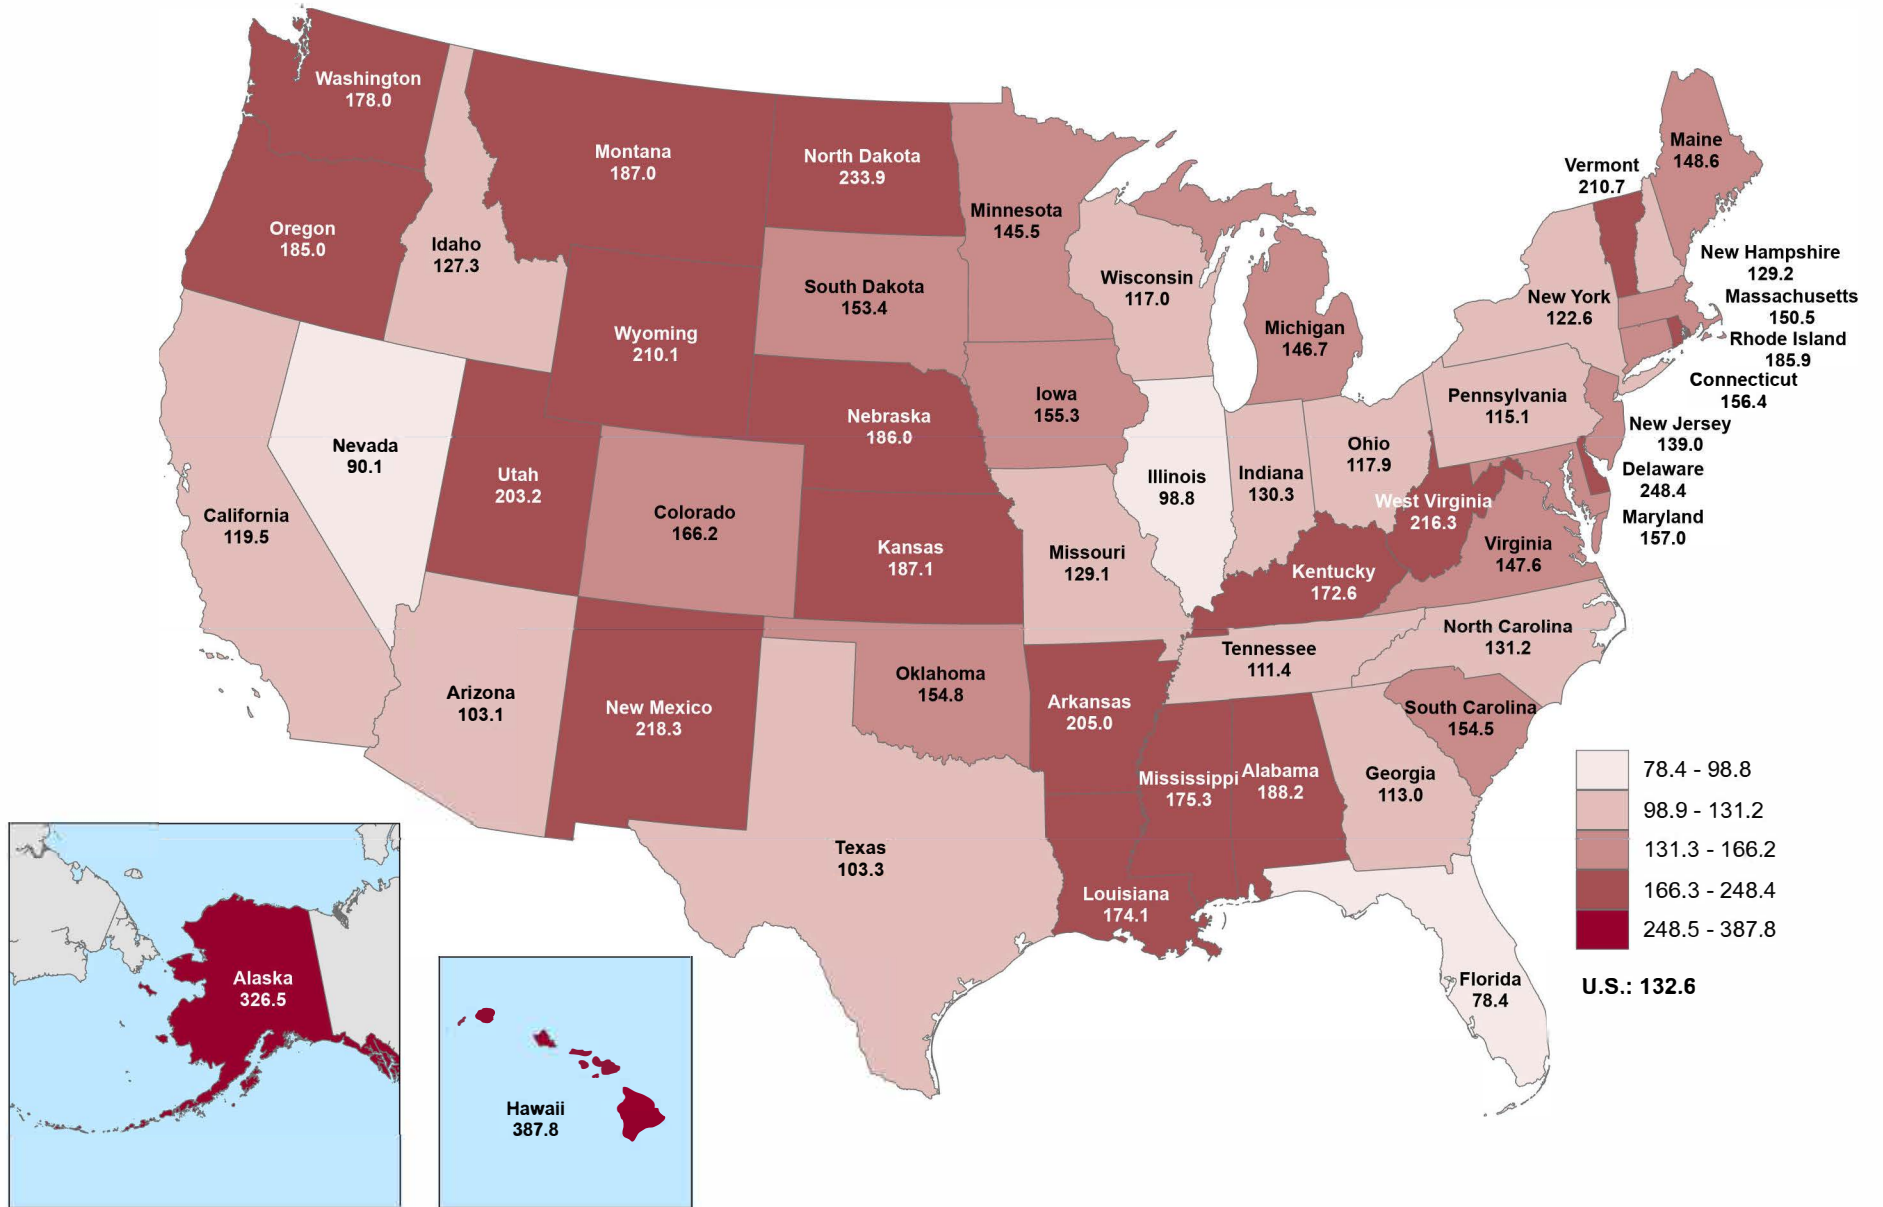 Washington
178.0
Montana
187.0
North Dakota
233.9
Minnesota
145.5
Oregon
185.0
Idaho
127.3
Wyoming
210.1
South Dakota
153.4
Wisconsin
117.0
Michigan
146.7
Maine
148.6
Vermont
210.7
New Hampshire
129.2
New York
122.6
Massachusetts
150.5
Rhode Island
185.9
Connecticut
156.4
Pennsylvania
115.1
New Jersey
139.0
Delaware
248.4
Maryland
157.0
Nevada
90.1
Utah
203.2
Colorado
166.2
Nebraska
186.0
Iowa
155.3
Illinois
98.8
Indiana
130.3
Ohio
117.9
West Virginia
216.3
Virginia
147.6
California
119.5
Kansas
187.1
Missouri
129.1
Kentucky
172.6
North Carolina
131.2
Tennessee
111.4
Arizona
103.1
New Mexico
218.3
Oklahoma
154.8
Arkansas
205.0
South Carolina
154.5
Mississippi
175.3
Alabama
188.2
Georgia
113.0
Texas
103.3
Louisiana
174.1
Florida
78.4
Alaska
326.5
Hawaii
387.8
78.4 - 98.8
98.9 - 131.2
131.3 - 166.2
166.3 - 248.4
248.5 - 387.8
U.S.: 132.6